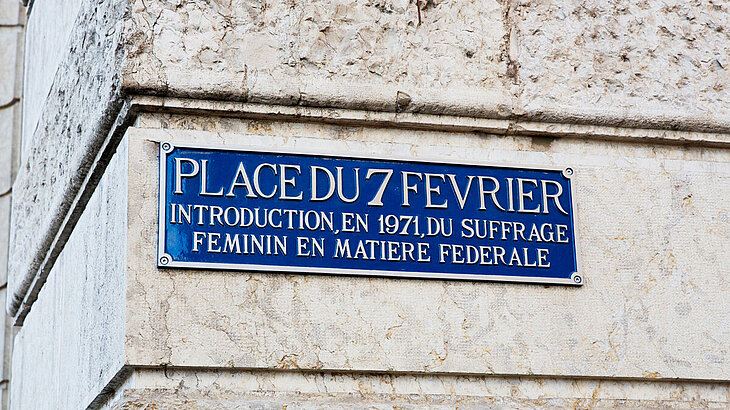 PLACE DU 7 FEVRIER
INTRODUCTION, EN 1971, DU SUFFRAGE
FEMININ EN MATIERE FEDERALE